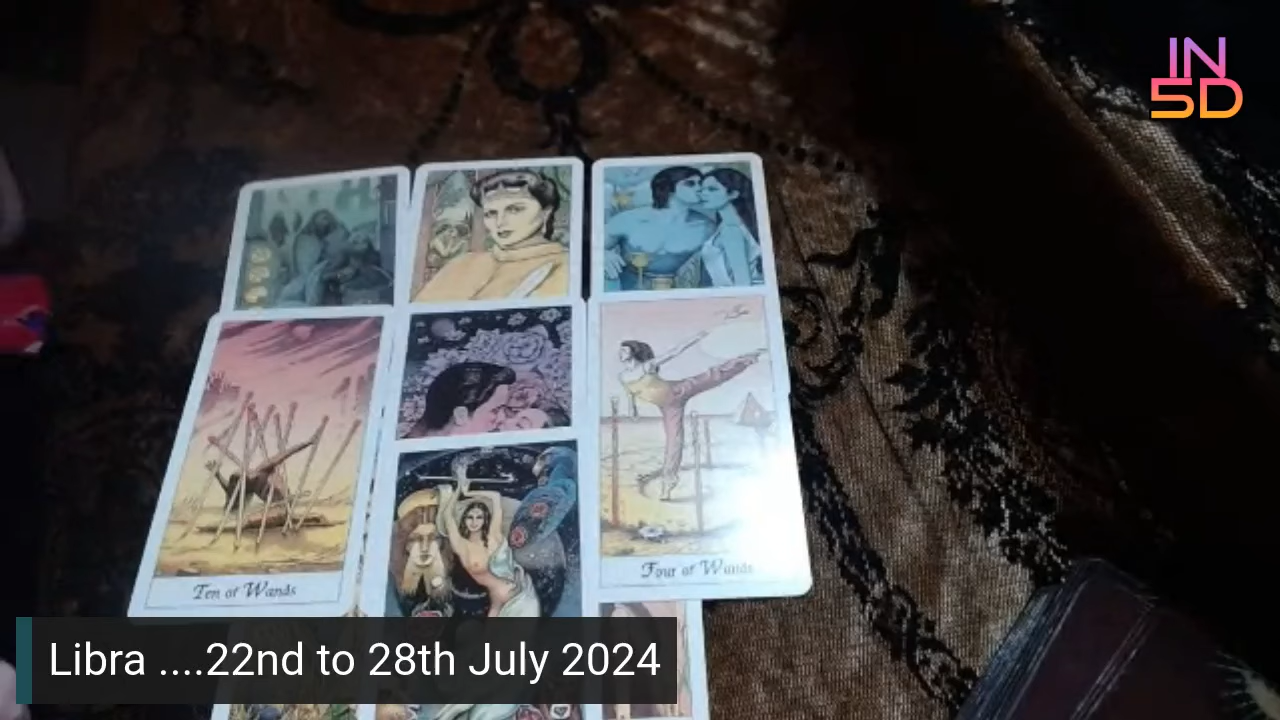 IN
5D
Ten of Wands
Four of Wands
Libra ....22nd to 28th July 2024